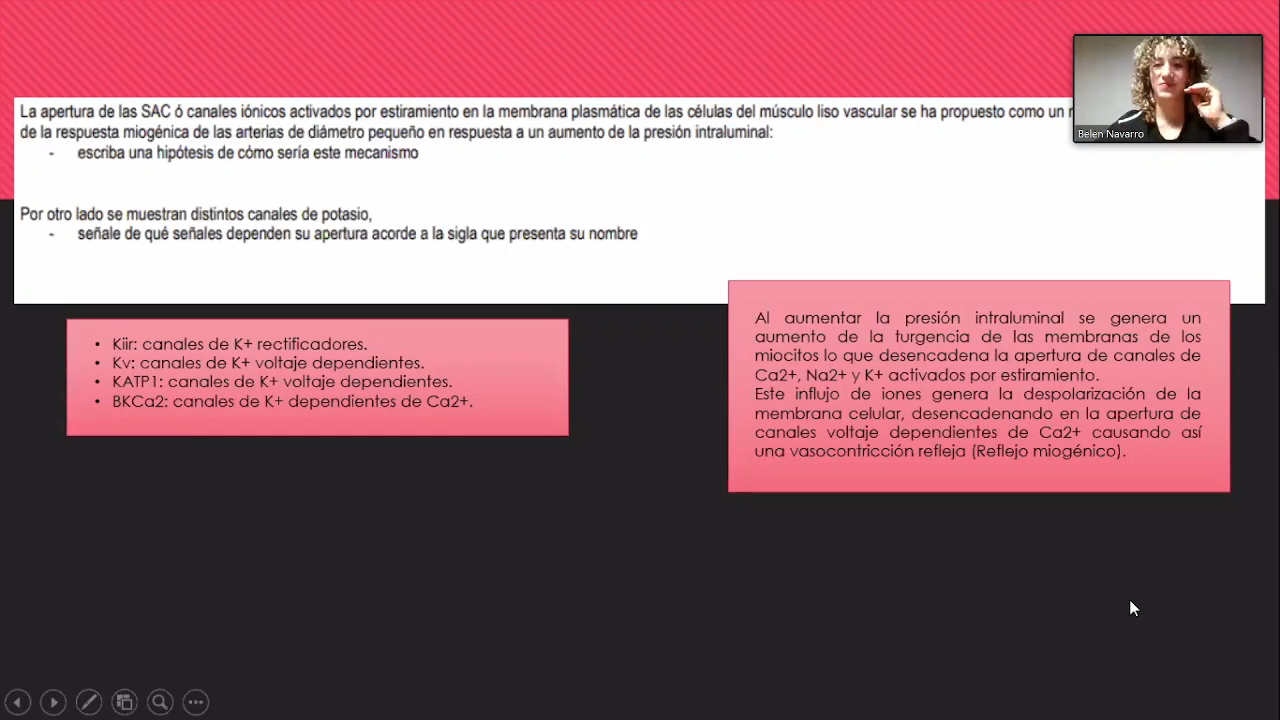 La apertura de las SAC ó canales iónicos activados por estiramiento en la membrana plasmática de las células del músculo liso vascular se ha propuesto como un
de la respuesta miogénica de las arterias de diámetro pequeño en respuesta a un aumento de la presión intraluminal:
- escriba una hipótesis de cómo sería este mecanismo
Por otro lado se muestran distintos canales de potasio,
- señale de qué señales dependen su apertura acorde a la sigla que presenta su nombre
• Kiir: canales de K+ rectificadores.
• Kv: canales de K+ voltaje dependientes.
• KATP1: canales de K+ voltaje dependientes.
• BKCa2: canales de K+ dependientes de Ca2+.
Al aumentar la presión intraluminal se genera un
aumento de la turgencia de las membranas de los
miocitos lo que desencadena la apertura de canales de
Ca2+, Na2+ y K+ activados por estiramiento.
Este influjo de iones genera la despolarización de la
membrana celular, desencadenando en la apertura de
canales voltaje dependientes de Ca2+ causando así
una vasocontricción refleja (Reflejo miogénico).
Belen Navarro